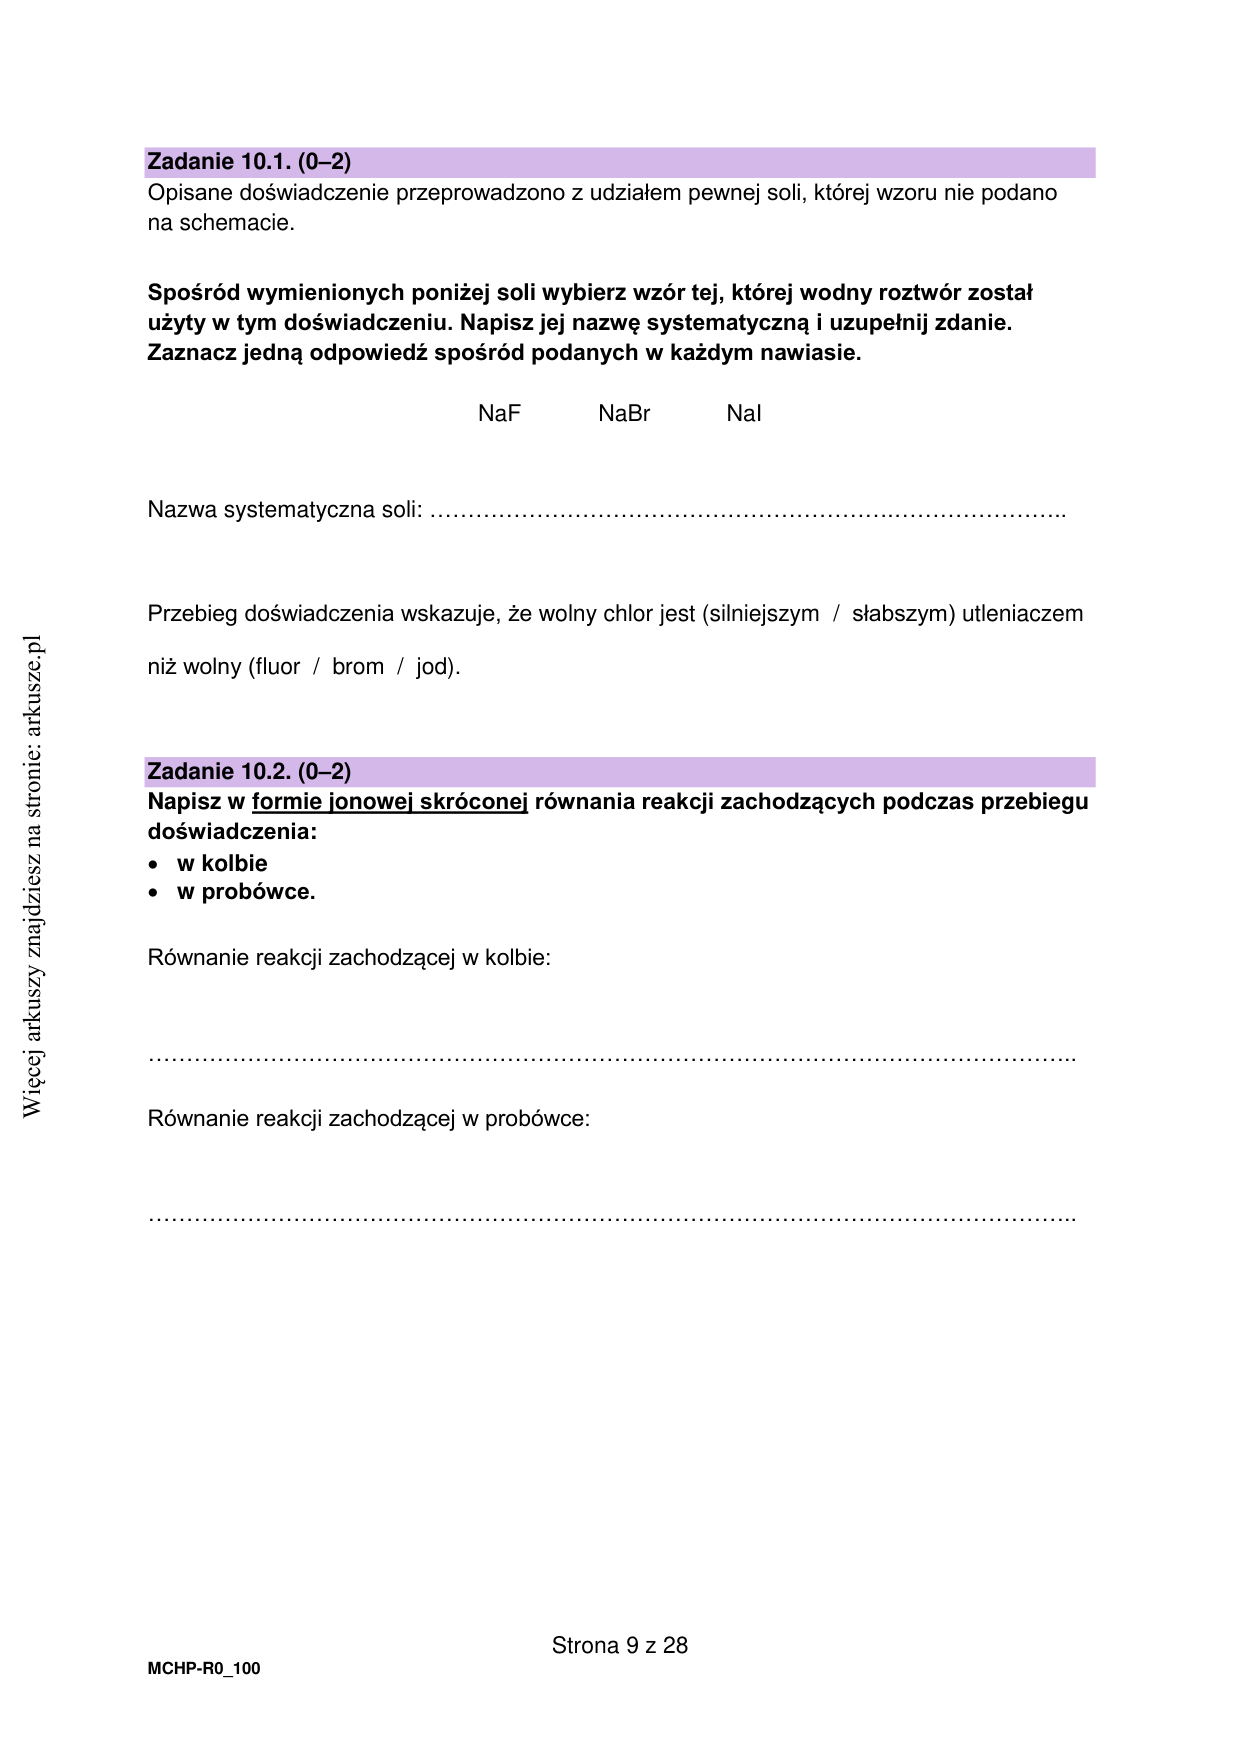 Zadanie 10.1. (0–2)
Opisane doświadczenie przeprowadzono z udziałem pewnej soli, której wzoru nie podano
na schemacie.
Spośród wymienionych poniżej soli wybierz wzór tej, której wodny roztwór został
użyty w tym doświadczeniu. Napisz jej nazwę systematyczną i uzupełnij zdanie.
Zaznacz jedną odpowiedź spośród podanych w każdym nawiasie.
NaF NaBr NaI
Nazwa systematyczna soli: ……………………………………………………….…………………..
Przebieg doświadczenia wskazuje, że wolny chlor jest (silniejszym / słabszym) utleniaczem
niż wolny (fluor / brom / jod).
Zadanie 10.2. (0–2)
Napisz w formie jonowej skróconej równania reakcji zachodzących podczas przebiegu
doświadczenia:
• w kolbie
• w probówce.
Równanie reakcji zachodzącej w kolbie:
………………………………………………………………………………………………………………..
Równanie reakcji zachodzącej w probówce:
………………………………………………………………………………………………………………..
Strona 9 z 28
MCHP-R0_100
Więcej arkuszy znajdziesz na stronie: arkusze.pl